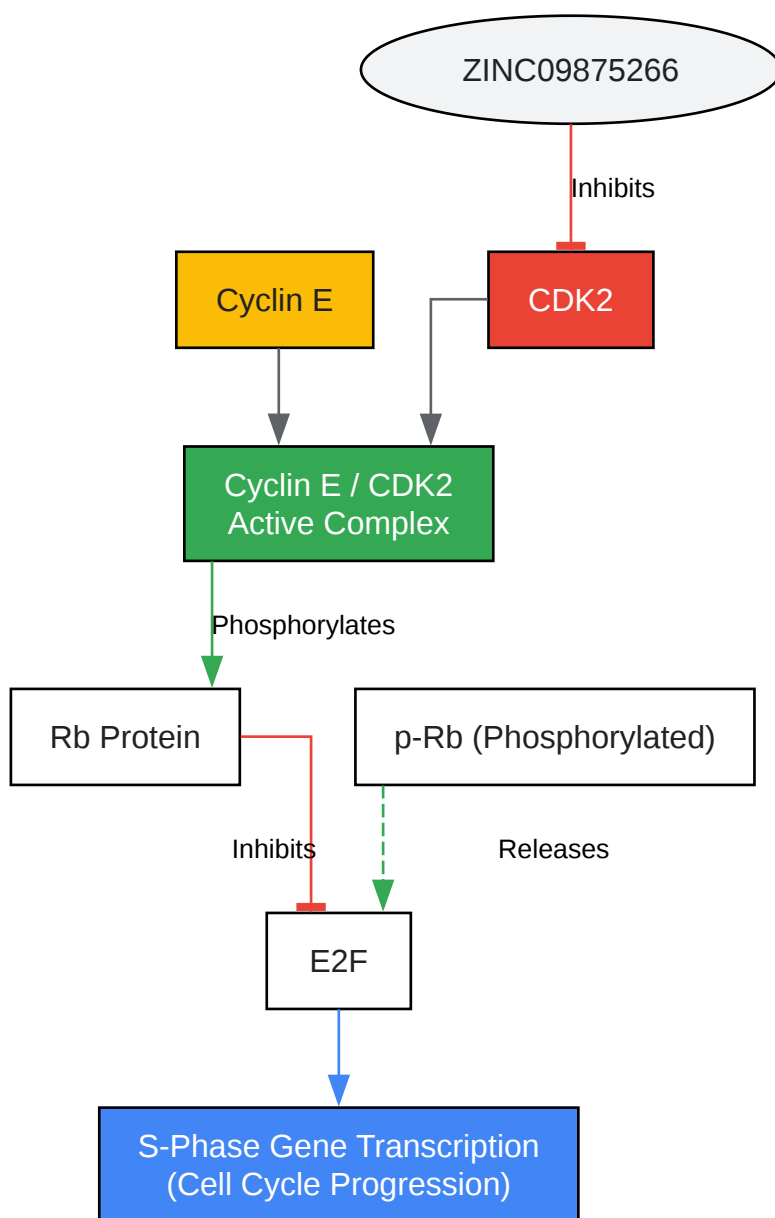 ZINC09875266
Inhibits
Cyclin E
CDK2
Cyclin E / CDK2
Active Complex
Phosphorylates
Rb Protein
p-Rb (Phosphorylated)
Inhibits
Releases
E2F
S-Phase Gene Transcription
(Cell Cycle Progression)